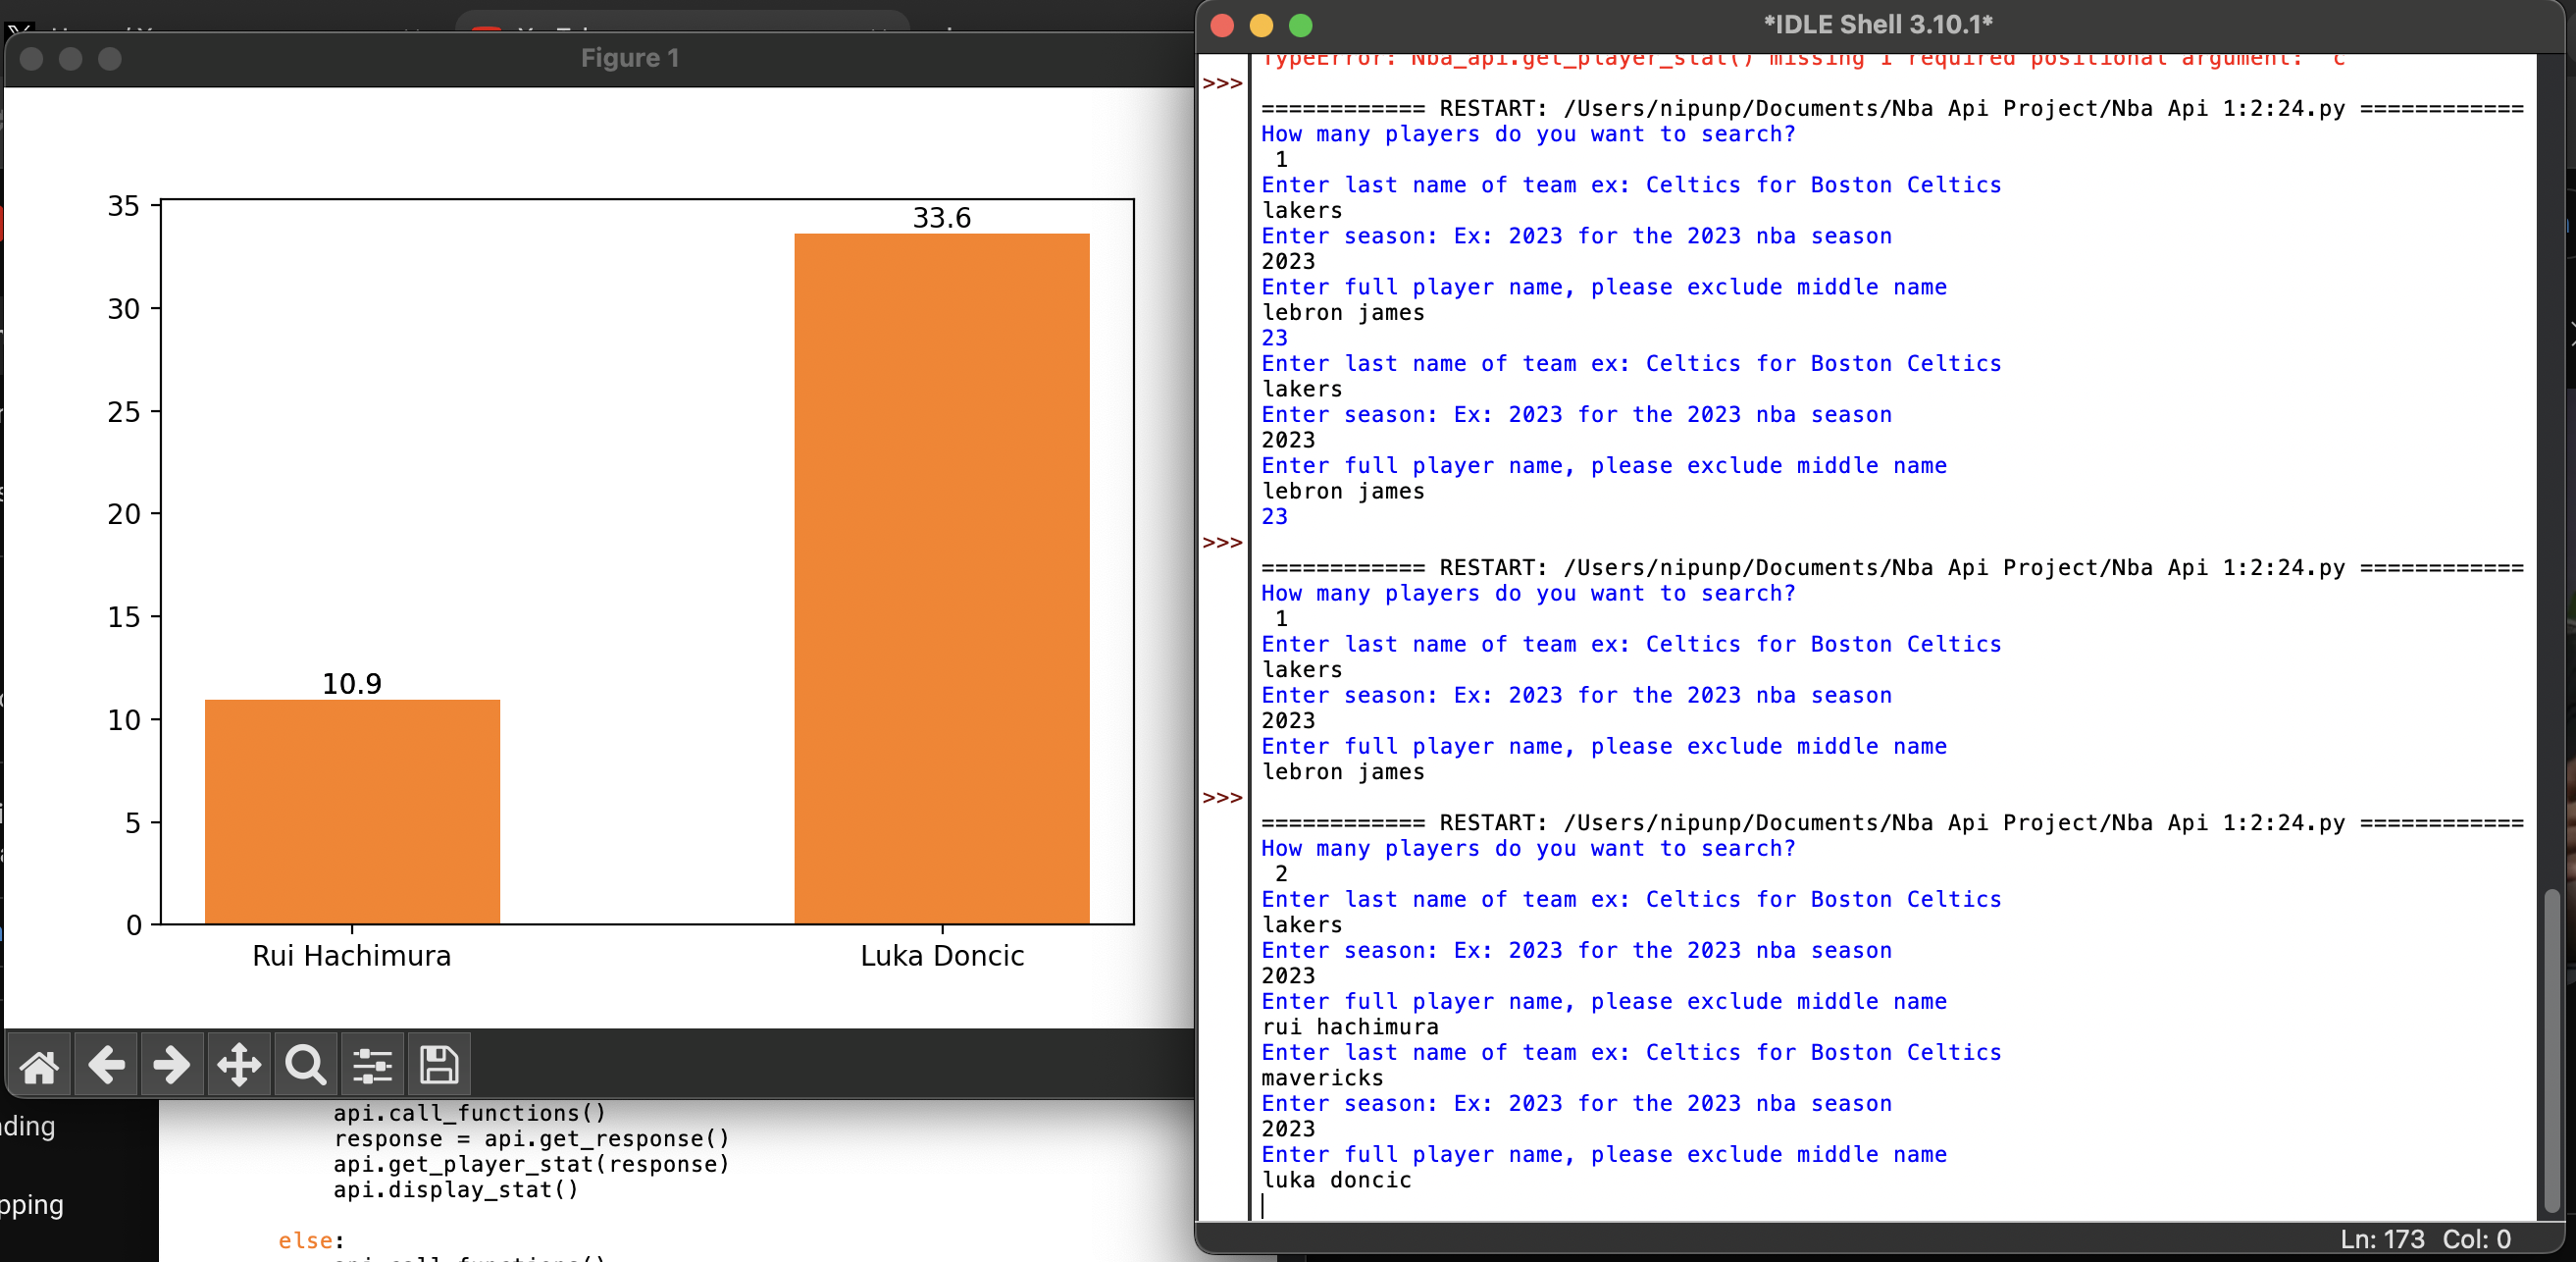 Figure 1
35
30
25
20
15
10
5
0
10.9
33.6
Rui Hachimura
Luka Doncic
api.call_functions()
response = api.get_response()
api.get_player_stat(response)
api.display_stat()
else:
*IDLE Shell 3.10.1*
TypeError: Nba_api.get_player_stat() missing 1 required positional argument: 'c
>>>
============ RESTART: /Users/nipunp/Documents/Nba Api Project/Nba Api 1:2:24.py ============
How many players do you want to search?
1
Enter last name of team ex: Celtics for Boston Celtics
lakers
Enter season: Ex: 2023 for the 2023 nba season
2023
Enter full player name, please exclude middle name
lebron james
23
Enter last name of team ex: Celtics for Boston Celtics
lakers
Enter season: Ex: 2023 for the 2023 nba season
2023
Enter full player name, please exclude middle name
lebron james
23
>>>
============ RESTART: /Users/nipunp/Documents/Nba Api Project/Nba Api 1:2:24.py ============
How many players do you want to search?
1
Enter last name of team ex: Celtics for Boston Celtics
lakers
Enter season: Ex: 2023 for the 2023 nba season
2023
Enter full player name, please exclude middle name
lebron james
>>>
============ RESTART: /Users/nipunp/Documents/Nba Api Project/Nba Api 1:2:24.py ============
How many players do you want to search?
2
Enter last name of team ex: Celtics for Boston Celtics
lakers
Enter season: Ex: 2023 for the 2023 nba season
2023
Enter full player name, please exclude middle name
rui hachimura
Enter last name of team ex: Celtics for Boston Celtics
mavericks
Enter season: Ex: 2023 for the 2023 nba season
2023
Enter full player name, please exclude middle name
luka doncic
Ln: 173 Col: 0